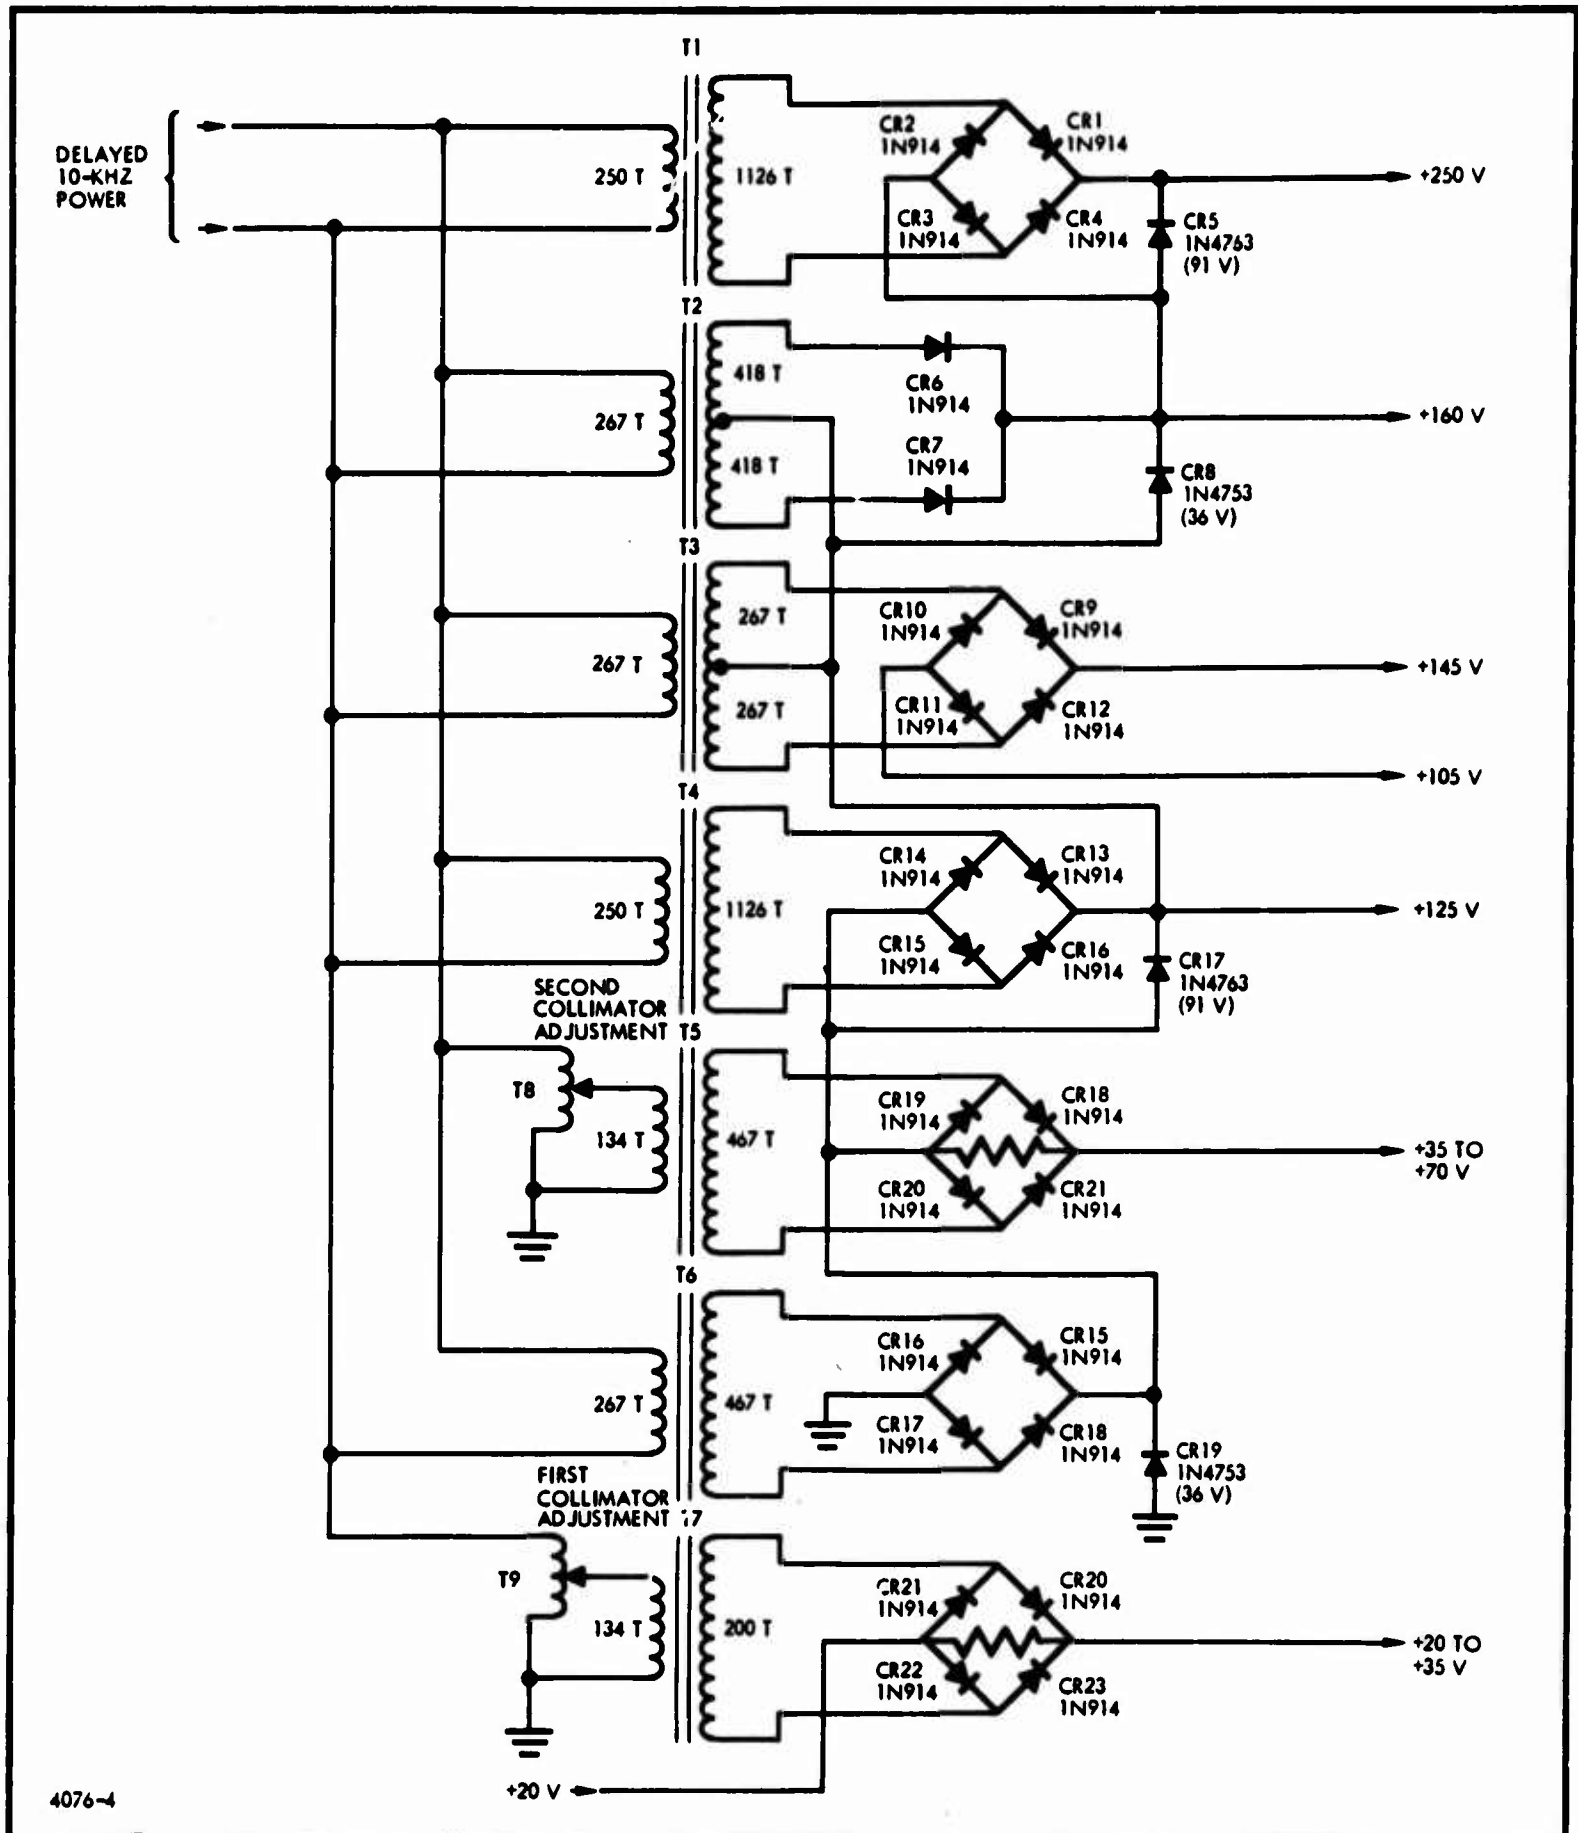 T1
DELAYED
10-KHZ
POWER
250 T
1126 T
CR2
1N914
CR1
1N914
CR3
1N914
CR4
1N914
+250 V
CR5
1N4763
(91 V)
T2
267 T
418 T
418 T
CR6
1N914
CR7
1N914
+160 V
CR8
1N4753
(36 V)
T3
267 T
267 T
267 T
CR10
1N914
CR9
1N914
CR11
1N914
CR12
1N914
+145 V
+105 V
T4
250 T
1126 T
CR14
1N914
CR13
1N914
CR15
1N914
CR16
1N914
+125 V
CR17
1N4763
(91 V)
SECOND
COLLIMATOR
ADJUSTMENT T5
T8
134 T
467 T
CR19
1N914
CR18
1N914
CR20
1N914
CR21
1N914
+35 TO
+70 V
T6
267 T
467 T
CR16
1N914
CR15
1N914
CR17
1N914
CR18
1N914
CR19
1N4753
(36 V)
FIRST
COLLIMATOR
ADJUSTMENT T7
T9
134 T
200 T
CR21
1N914
CR20
1N914
CR22
1N914
CR23
1N914
+20 TO
+35 V
+20 V
4076-4